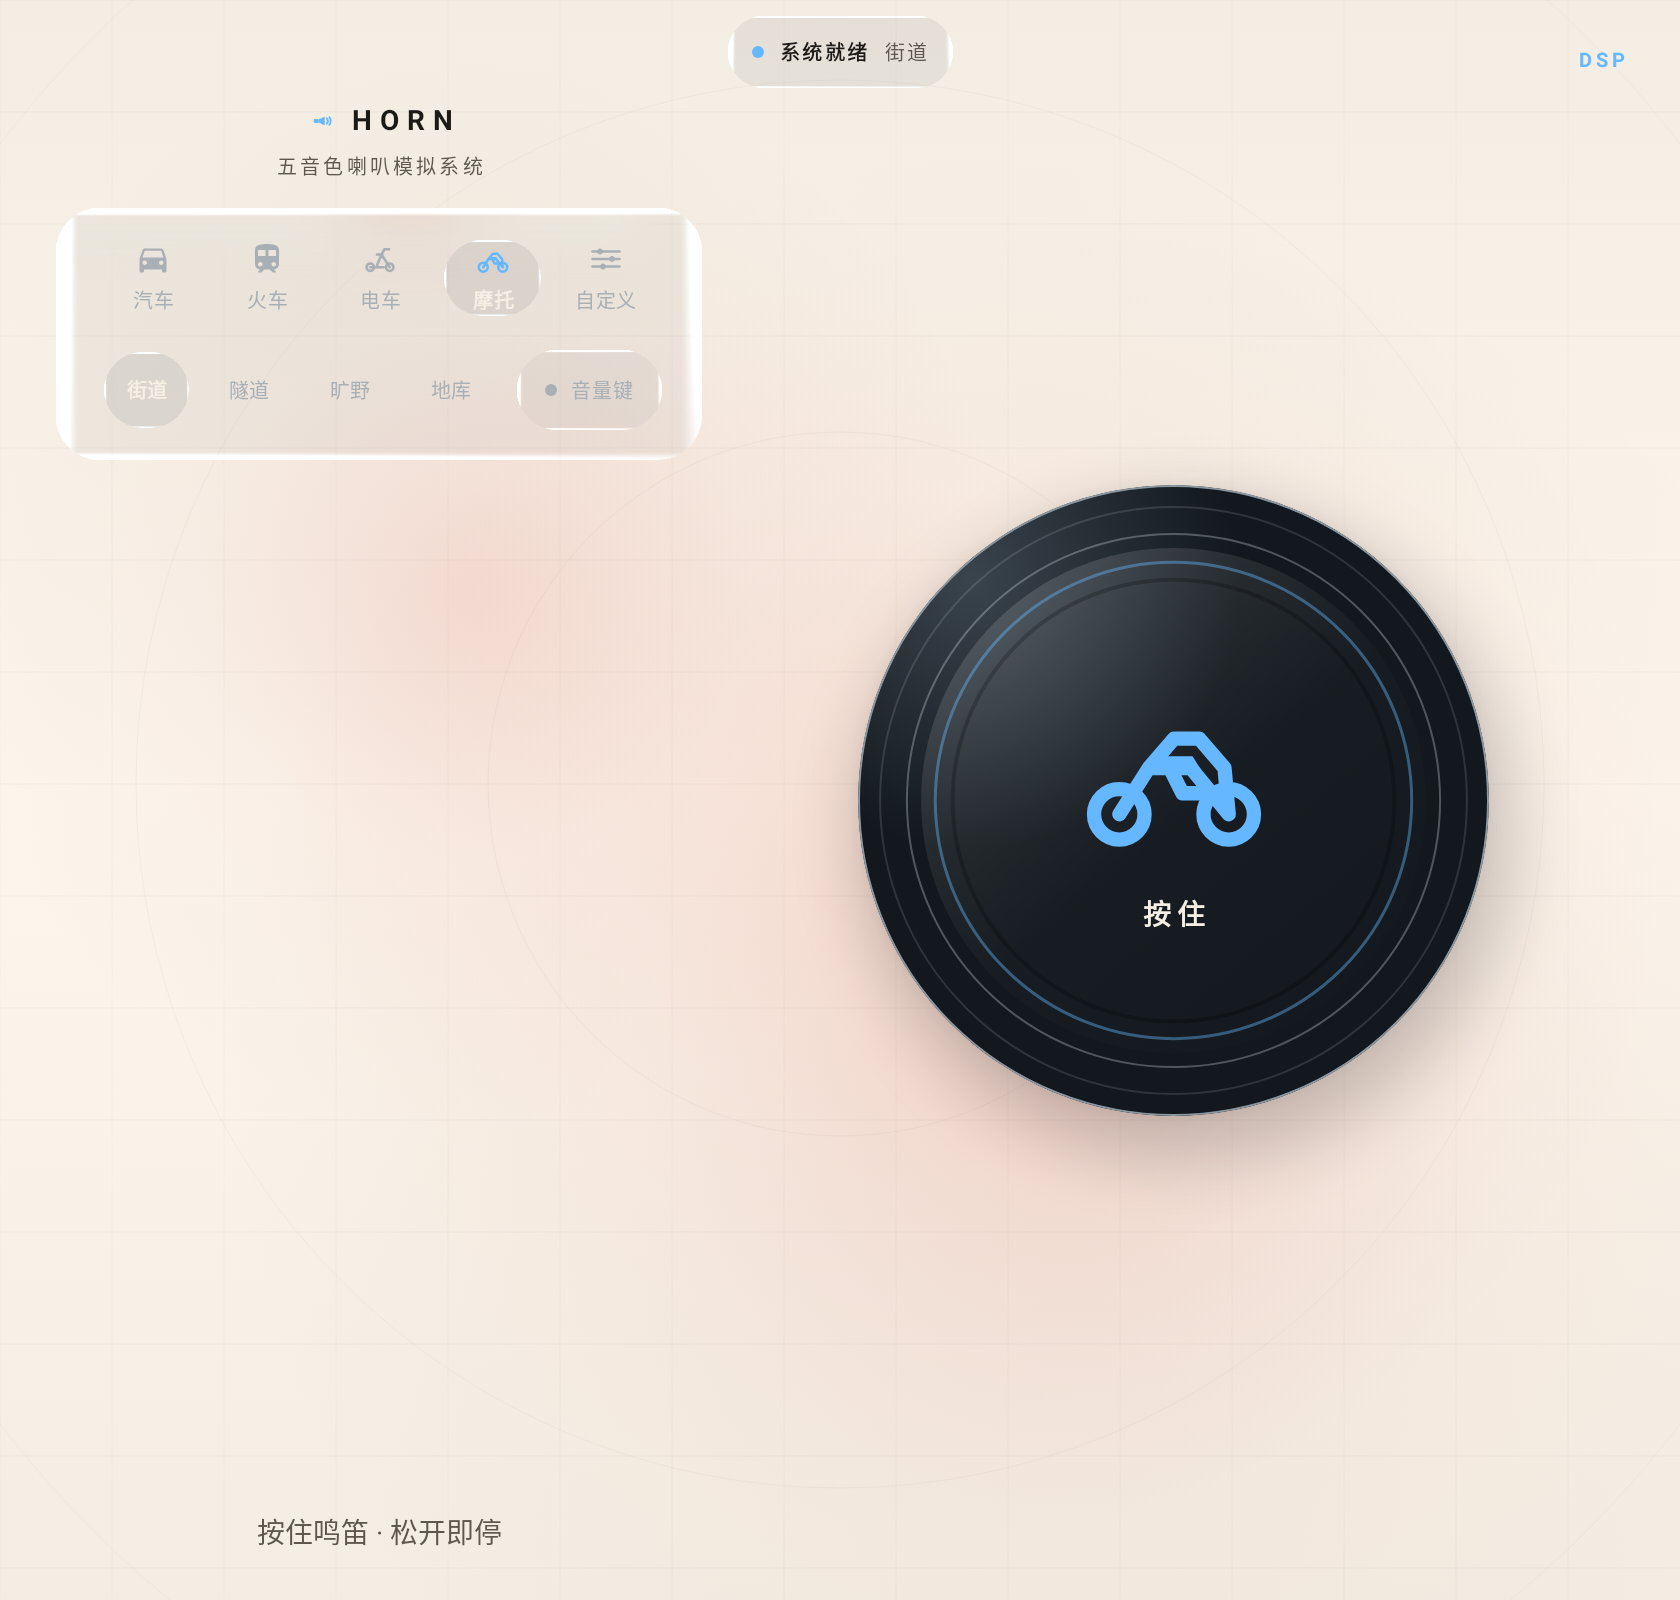 系统就绪 街道
DSP
HORN
五音色喇叭模拟系统
汽车 火车 电车 摩托 自定义
街道 隧道 旷野 地库 音量键
按住
按住鸣笛 · 松开即停